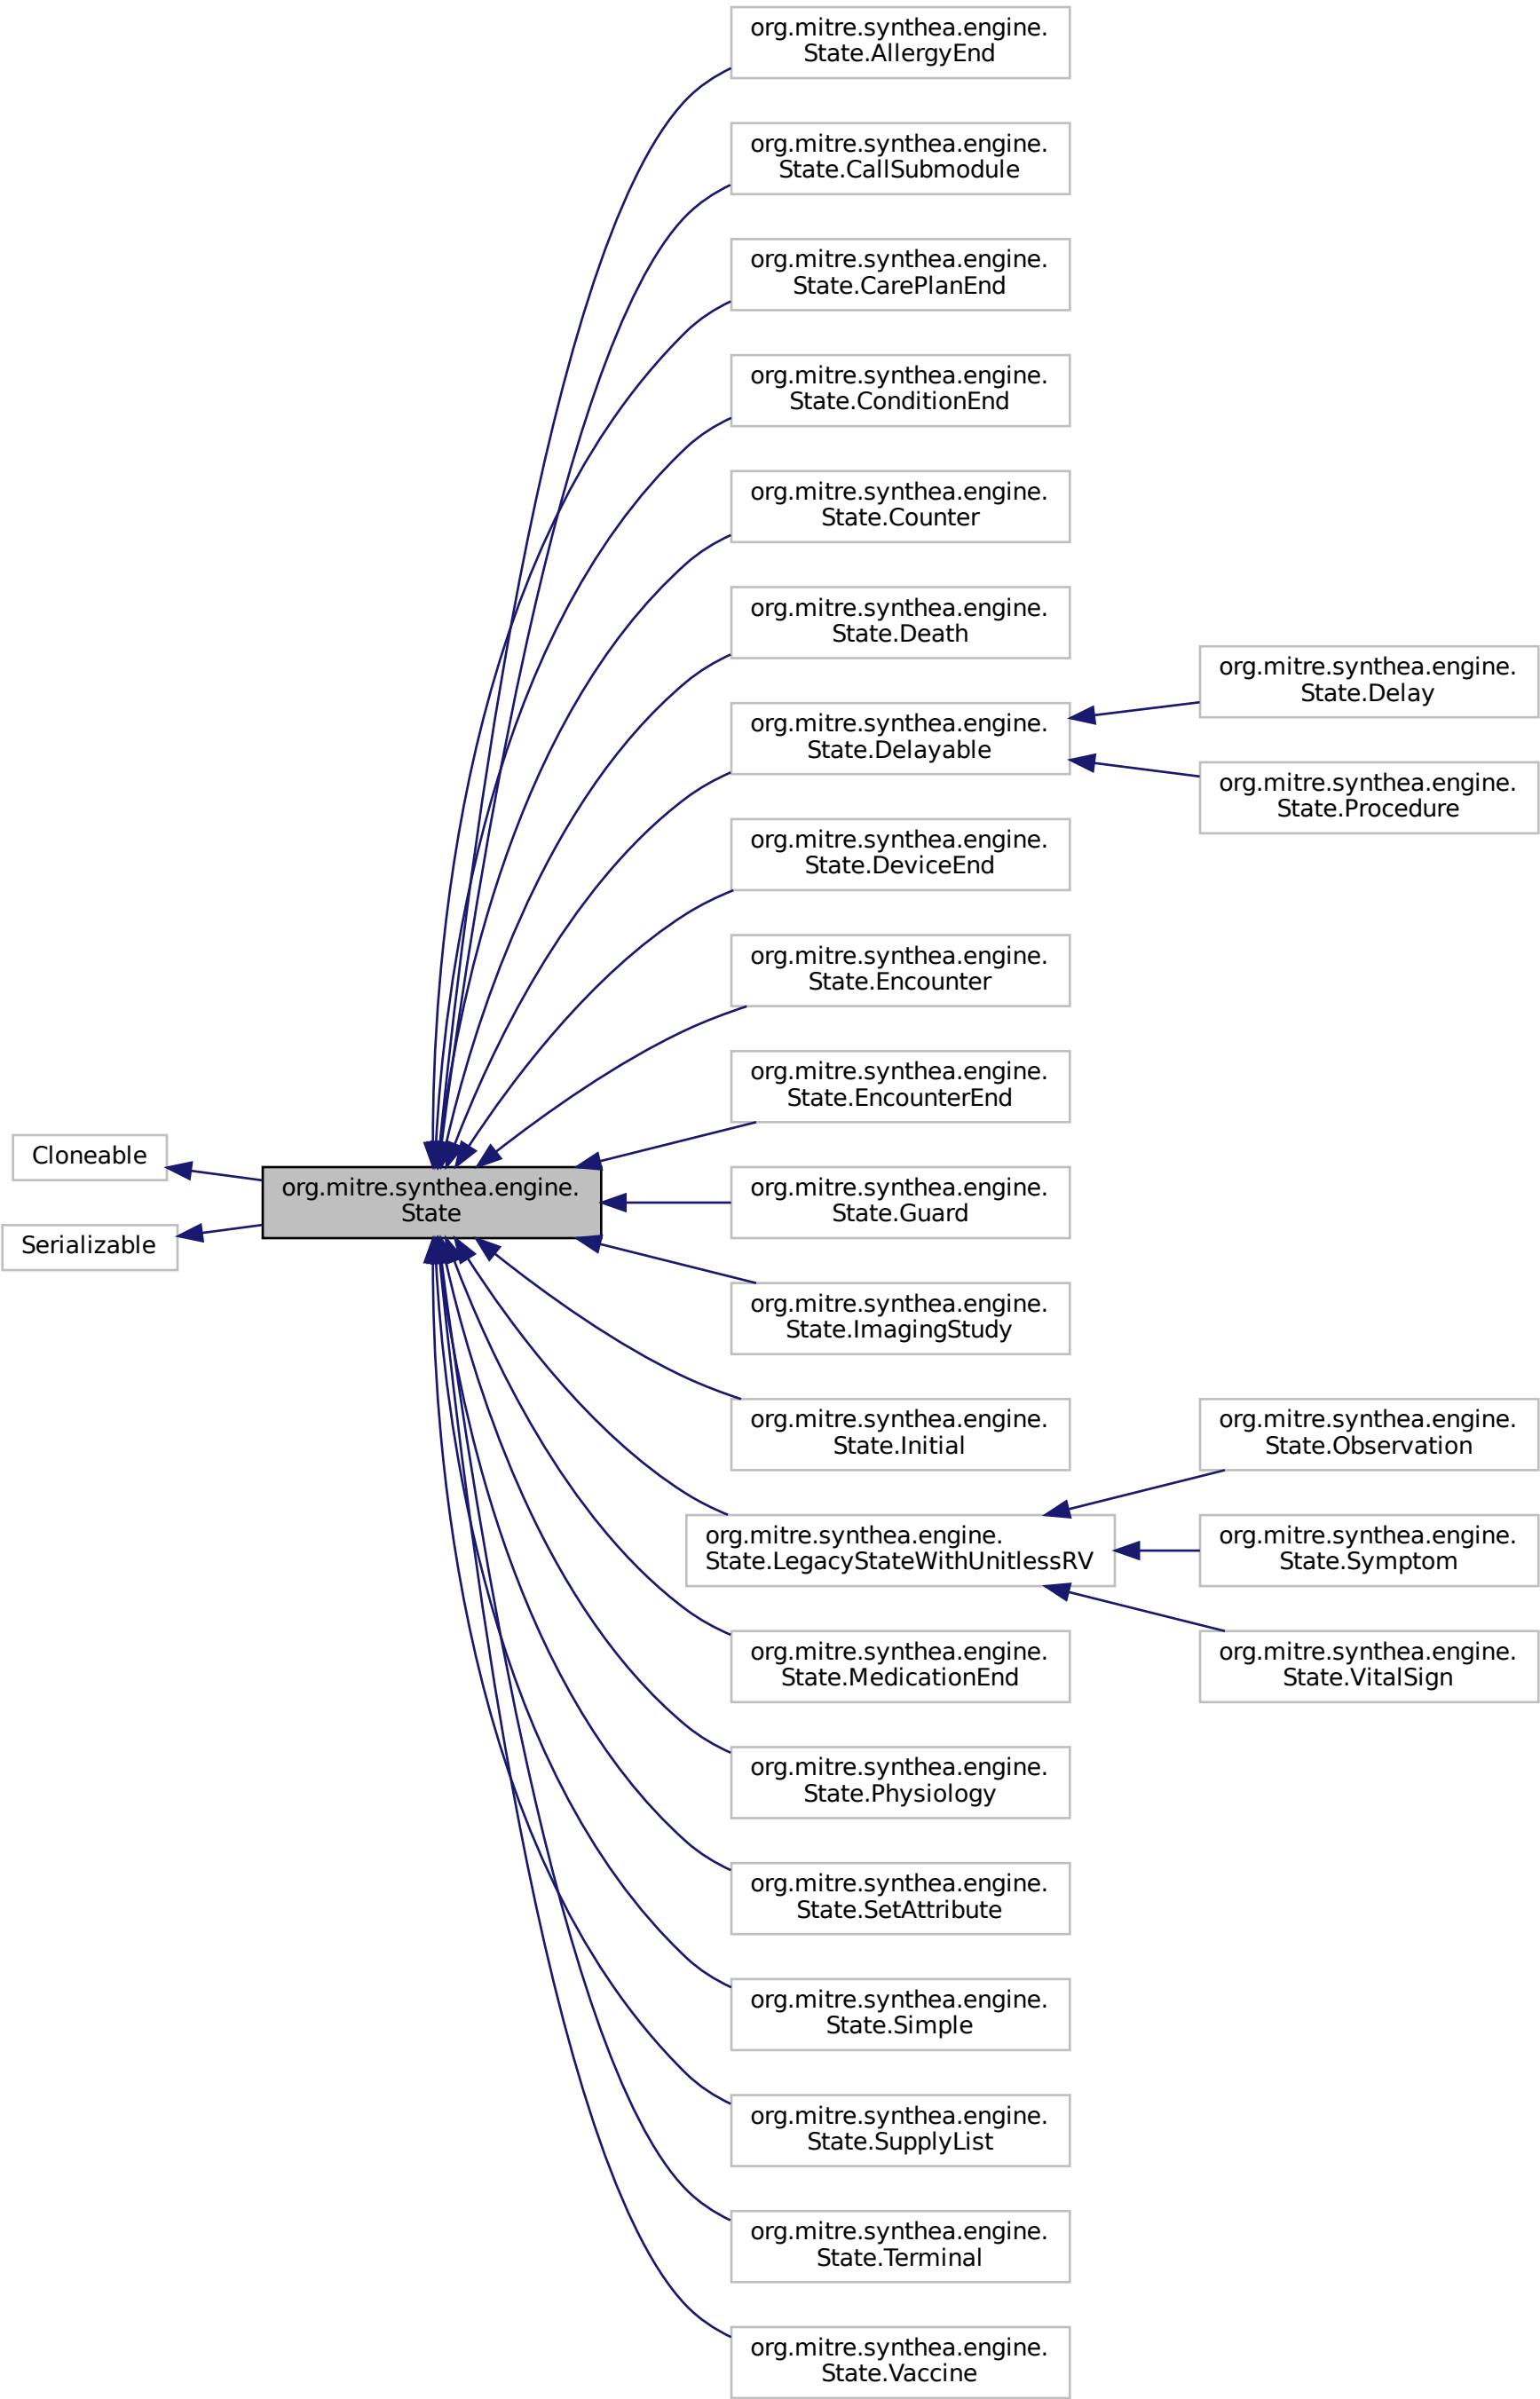 org.mitre.synthea.engine.
State.AllergyEnd
org.mitre.synthea.engine.
State.CallSubmodule
org.mitre.synthea.engine.
State.CarePlanEnd
org.mitre.synthea.engine.
State.ConditionEnd
org.mitre.synthea.engine.
State.Counter
org.mitre.synthea.engine.
State.Death
org.mitre.synthea.engine.
State.Delayable
org.mitre.synthea.engine.
State.Delay
org.mitre.synthea.engine.
State.Procedure
org.mitre.synthea.engine.
State.DeviceEnd
org.mitre.synthea.engine.
State.Encounter
org.mitre.synthea.engine.
State.EncounterEnd
Cloneable
Serializable
org.mitre.synthea.engine.
State
org.mitre.synthea.engine.
State.Guard
org.mitre.synthea.engine.
State.ImagingStudy
org.mitre.synthea.engine.
State.Initial
org.mitre.synthea.engine.
State.LegacyStateWithUnitlessRV
org.mitre.synthea.engine.
State.Observation
org.mitre.synthea.engine.
State.Symptom
org.mitre.synthea.engine.
State.VitalSign
org.mitre.synthea.engine.
State.MedicationEnd
org.mitre.synthea.engine.
State.Physiology
org.mitre.synthea.engine.
State.SetAttribute
org.mitre.synthea.engine.
State.Simple
org.mitre.synthea.engine.
State.SupplyList
org.mitre.synthea.engine.
State.Terminal
org.mitre.synthea.engine.
State.Vaccine